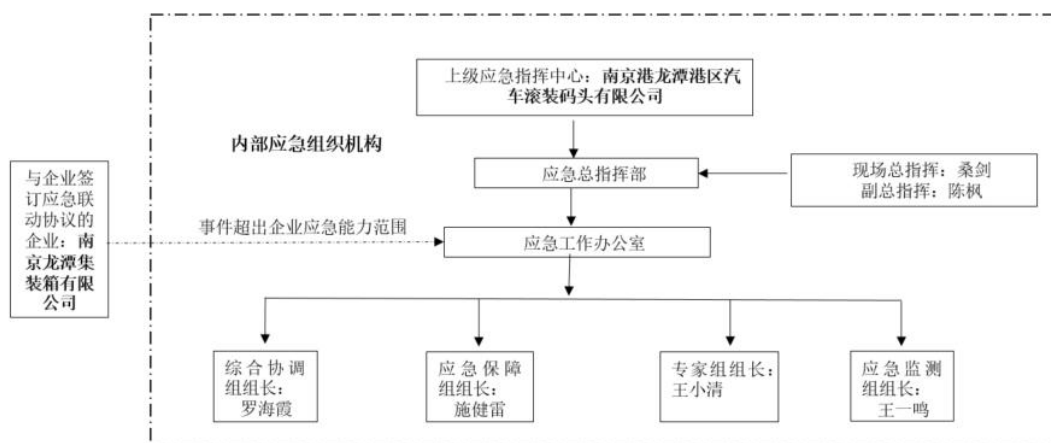 上级应急指挥中心：南京港龙潭港区汽
车滚装码头有限公司
内部应急组织机构
应急总指挥部
现场总指挥：桑剑
副总指挥：陈枫
与企业签
订应急联
动协议的
企业：南
京龙潭集
装箱有限
公司
事件超出企业应急能力范围
应急工作办公室
综合协调
组组长：
罗海霞
应急保障
组组长：
施健雷
专家组组长：
王小清
应急监测
组组长：
王一鸣